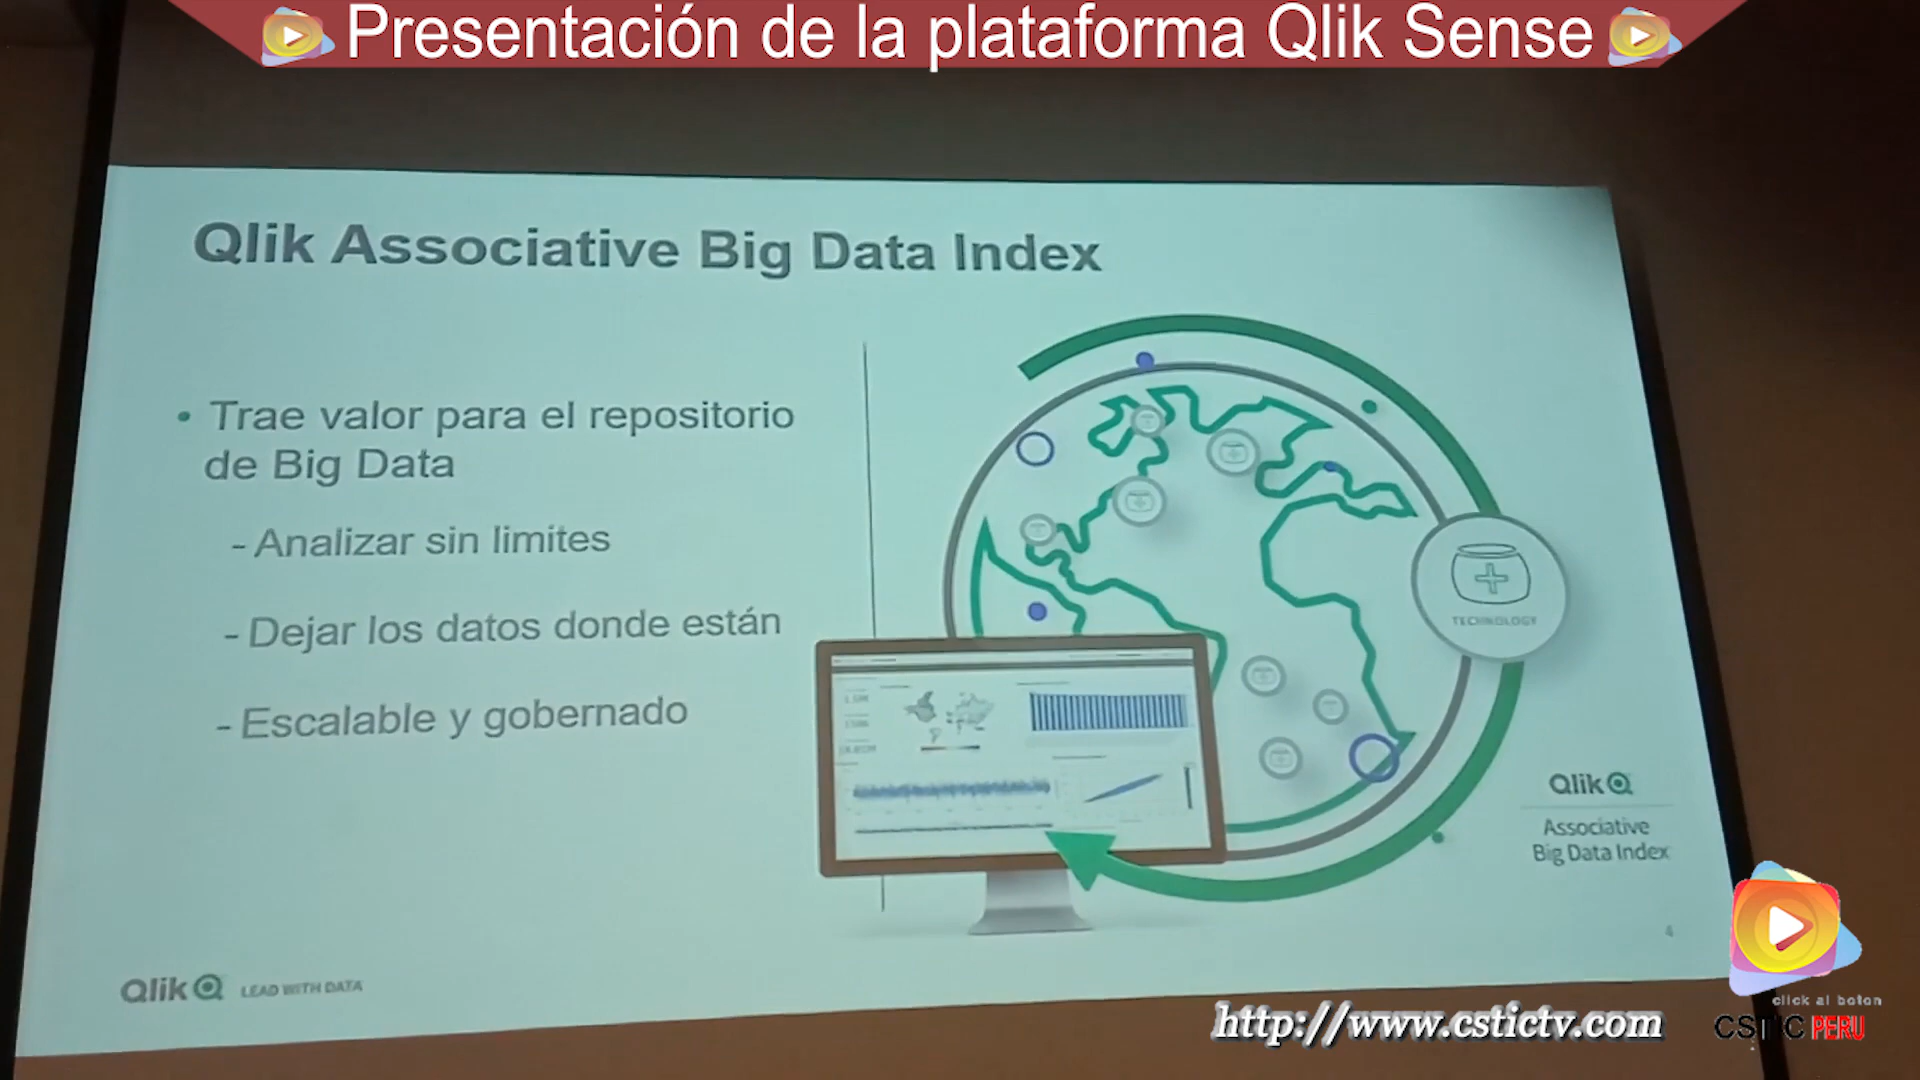 Presentación de la plataforma Qlik Sense
Qlik Associative Big Data Index
• Trae valor para el repositorio
de Big Data
- Analizar sin limites
- Dejar los datos donde están
- Escalable y gobernado
TECHNOLOGY
Qlik
Associative
Big Data Index
4
Qlik LEAD WITH DATA
click al boton
http://www.cstictv.com
CSTIC PERU